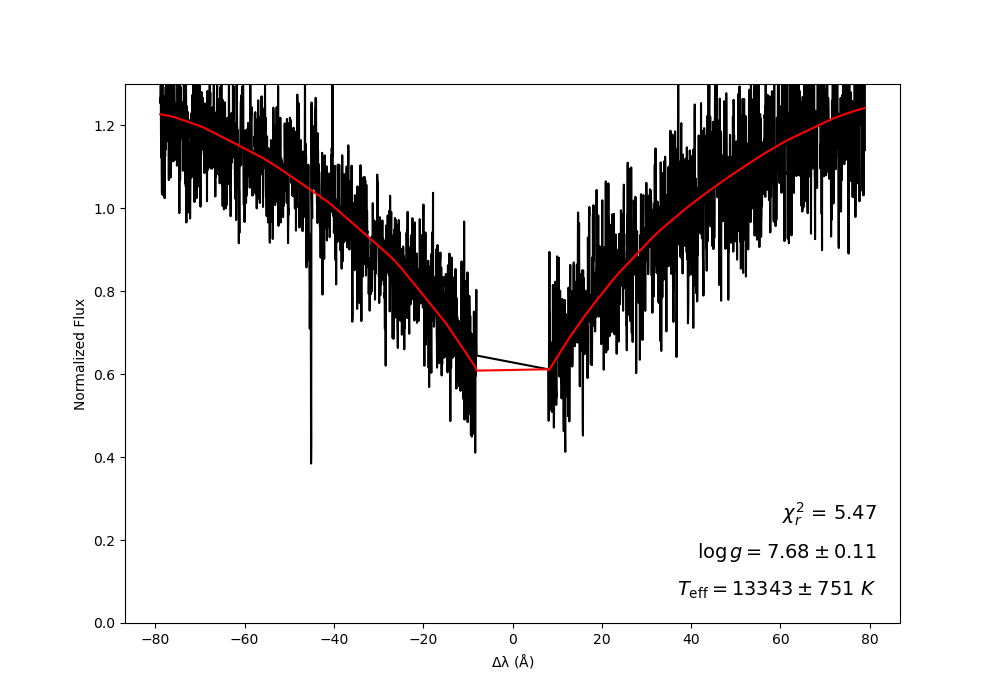 1.2
1.0
0.8
0.6
0.4
0.2
0.0
Normalized Flux
χ²ᵣ = 5.47
log g = 7.68 ± 0.11
T_eff = 13343 ± 751 K
−80 −60 −40 −20 0 20 40 60 80
Δλ (Å)